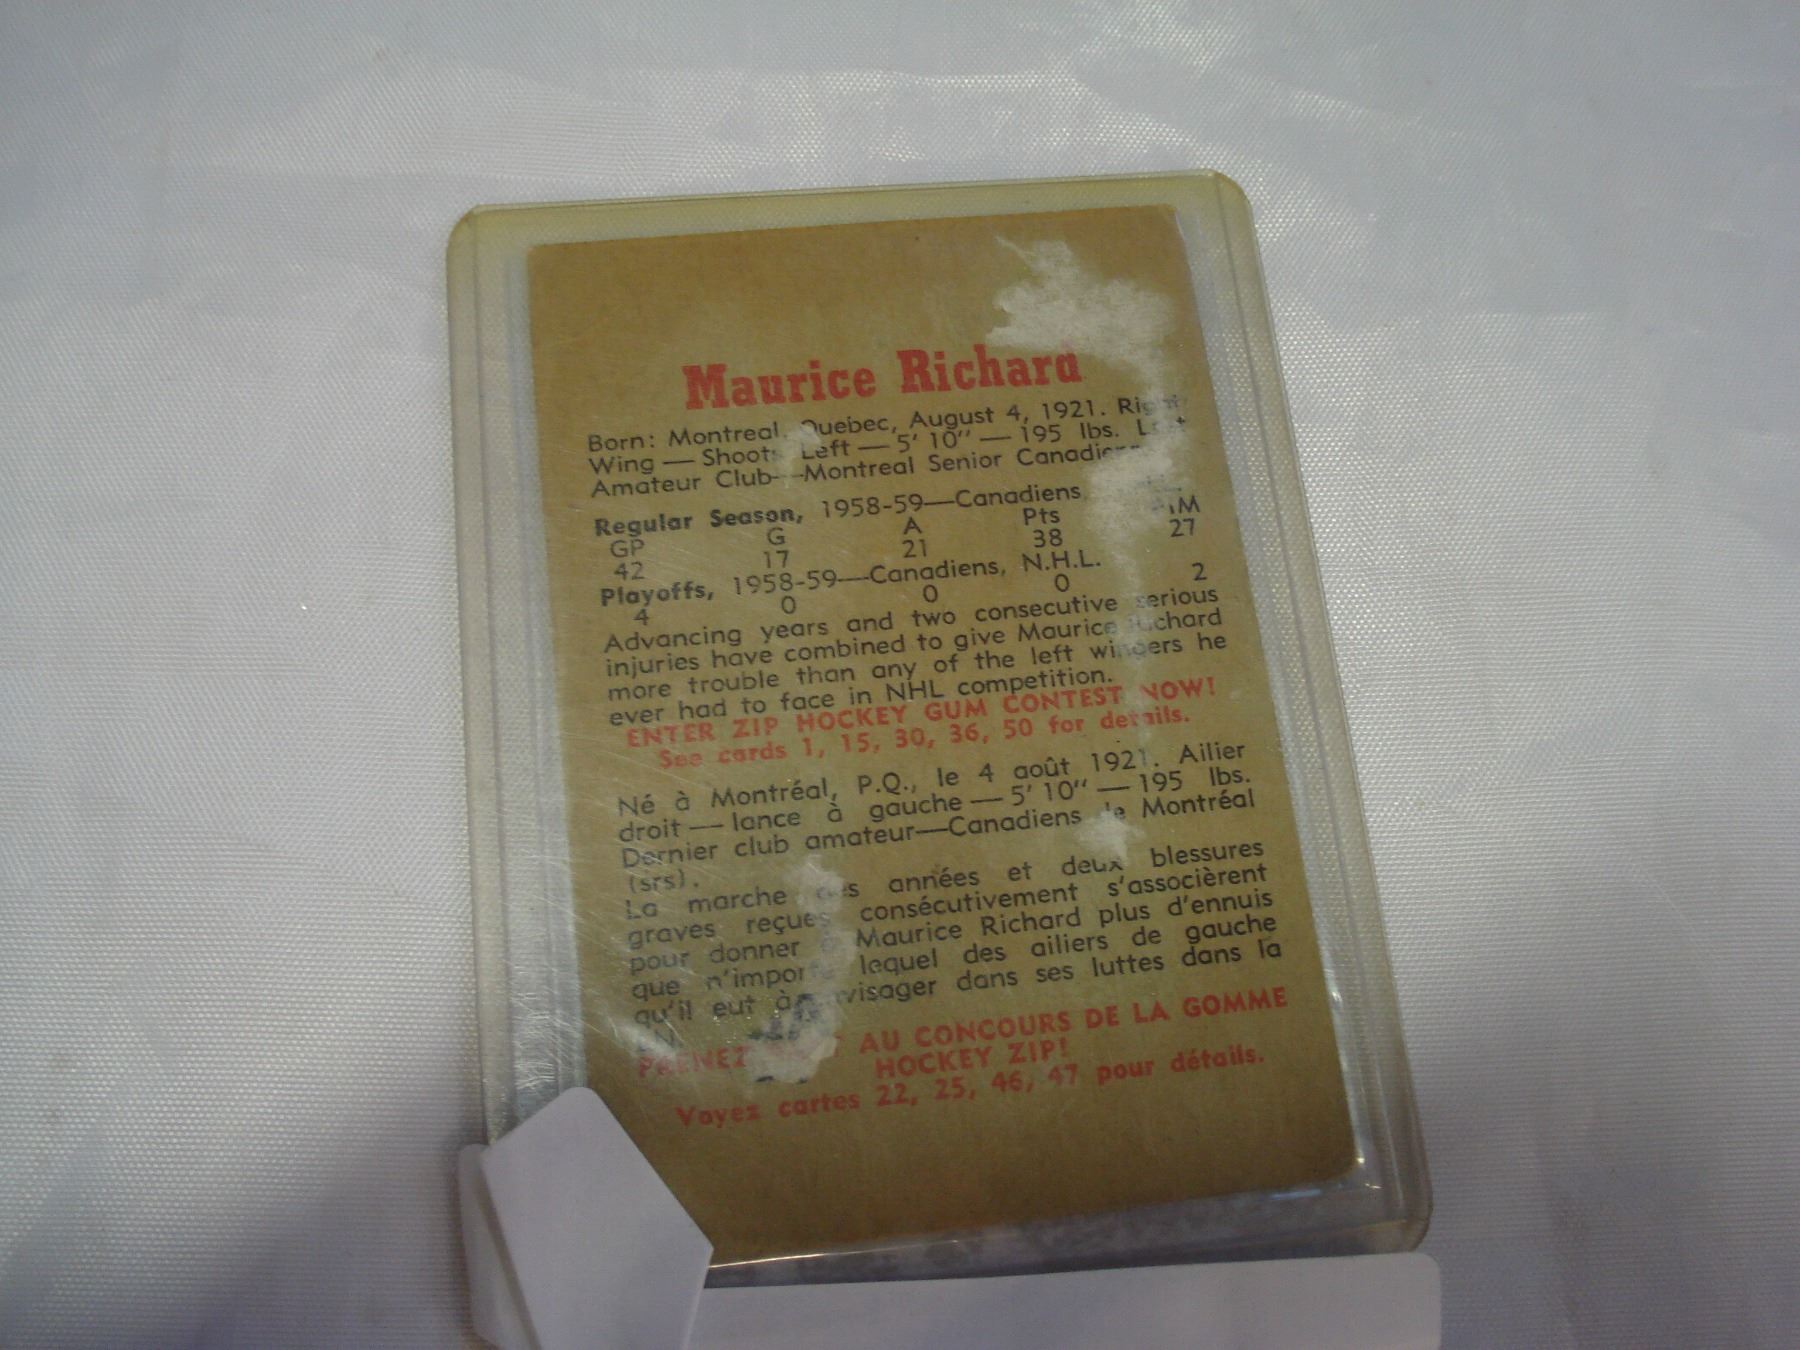 Maurice Richard
Born: Montreal, Quebec, August 4, 1921. Right
Wing — Shoots Left — 5' 10" — 195 lbs. Last
Amateur Club—Montreal Senior
Regular Season, 1958-59—Canadiens,
GP G A Pts PIM
42 17 21 38 27
Playoffs, 1958-59—Canadiens, N.H.L.
4 0 0 0 2
Advancing years and two consecutive serious
injuries have combined to give Maurice Richard
more trouble than any of the left wingers he
ever had to face in NHL competition.
ENTER ZIP HOCKEY GUM CONTEST NOW!
See cards 1, 15, 30, 36, 50 for details.
Né à Montréal, P.Q., le 4 août 1921. Ailier
droit — lance à gauche — 5' 10" — 195 lbs.
Dernier club amateur—Canadiens de Montréal
(srs).
La marche des années et deux blessures
graves reçues consécutivement s'associèrent
pour donner à Maurice Richard plus d'ennuis
que n'importe lequel des ailiers de gauche
qu'il eut à dans ses luttes dans la
PRENEZ AU CONCOURS DE LA GOMME
HOCKEY ZIP!
Voyez cartes 22, 25, 46, 47 pour détails.